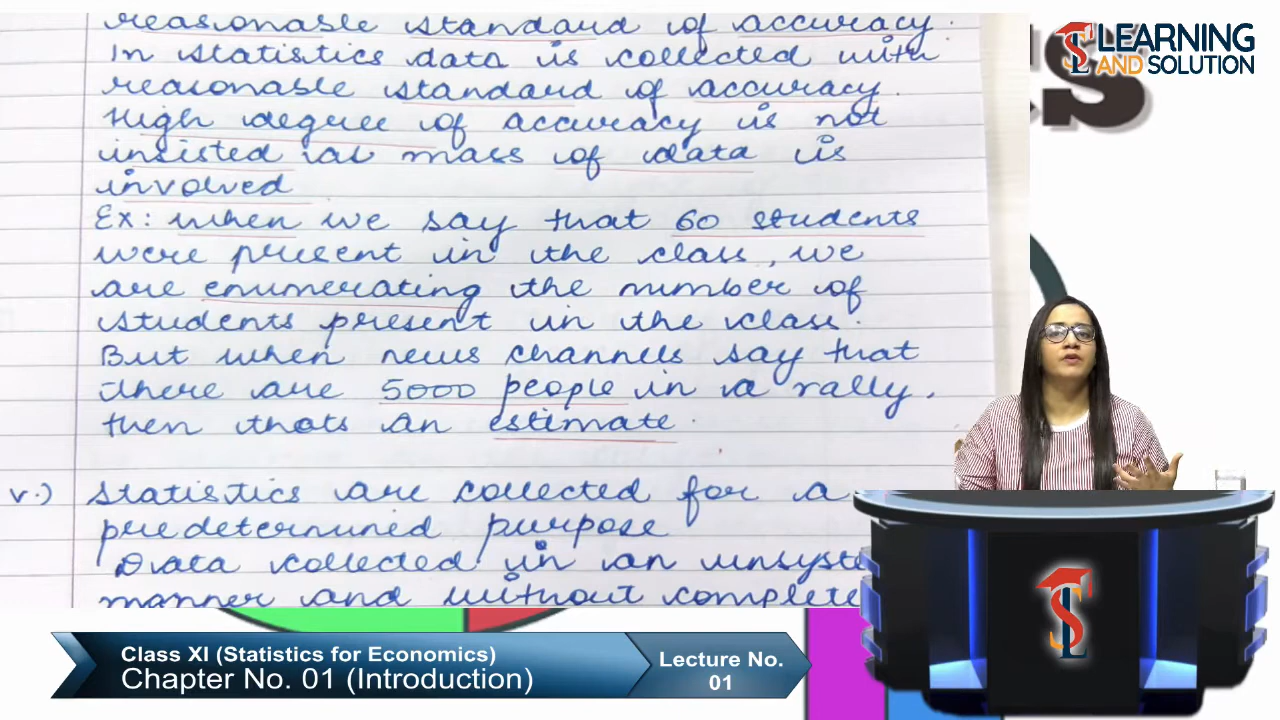 reasonable standard of accuracy.
In statistics data is collected with
reasonable standard of accuracy.
High degree of accuracy is not
insisted as mass of data is
involved
Ex: when we say that 60 students
were present in the class, we
are enumerating the number of
students present in the class.
But when news channels say that
there are 5000 people in a rally,
then thats an estimate.
v.) Statistics are collected for a
predetermined purpose
Data collected in an unsyste
manner and without complete
LEARNING
AND SOLUTION
CS
Class XI (Statistics for Economics)
Chapter No. 01 (Introduction)
Lecture No.
01